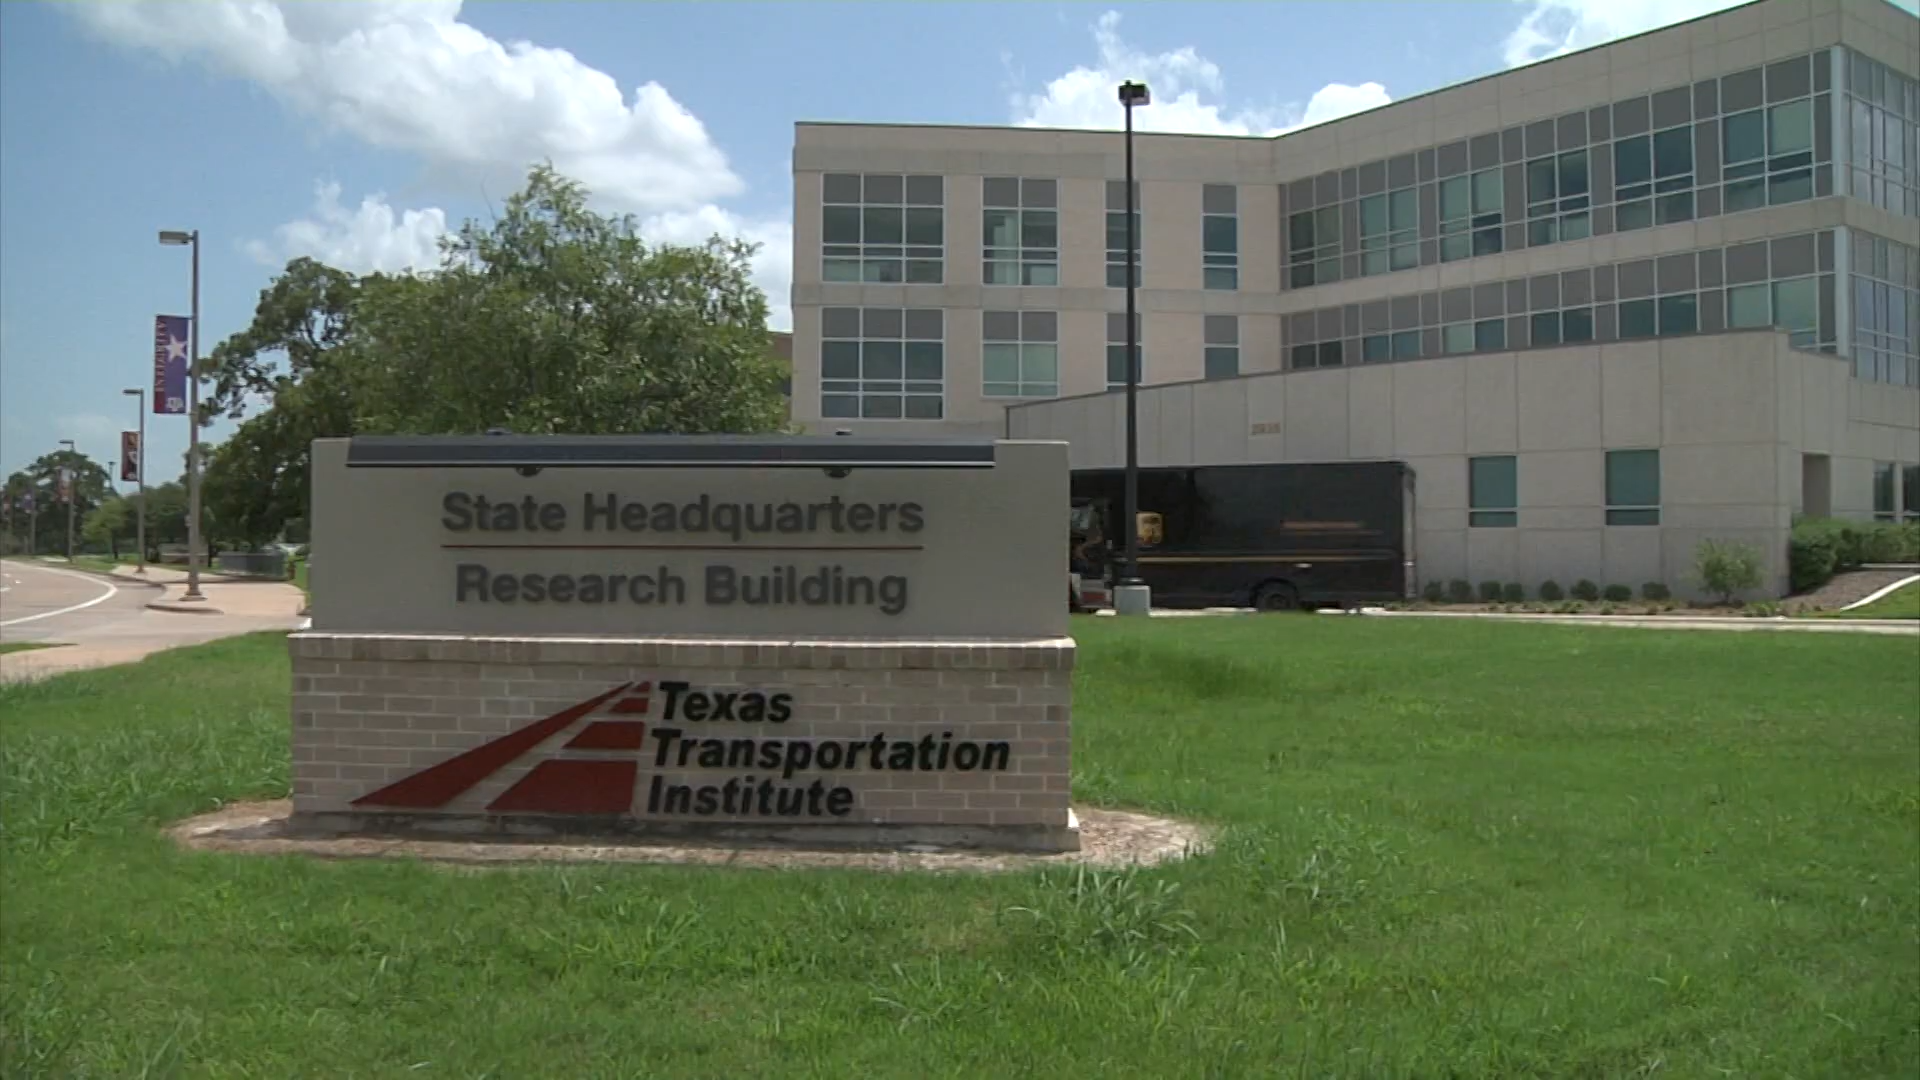 State Headquarters
Research Building
Texas
Transportation
Institute